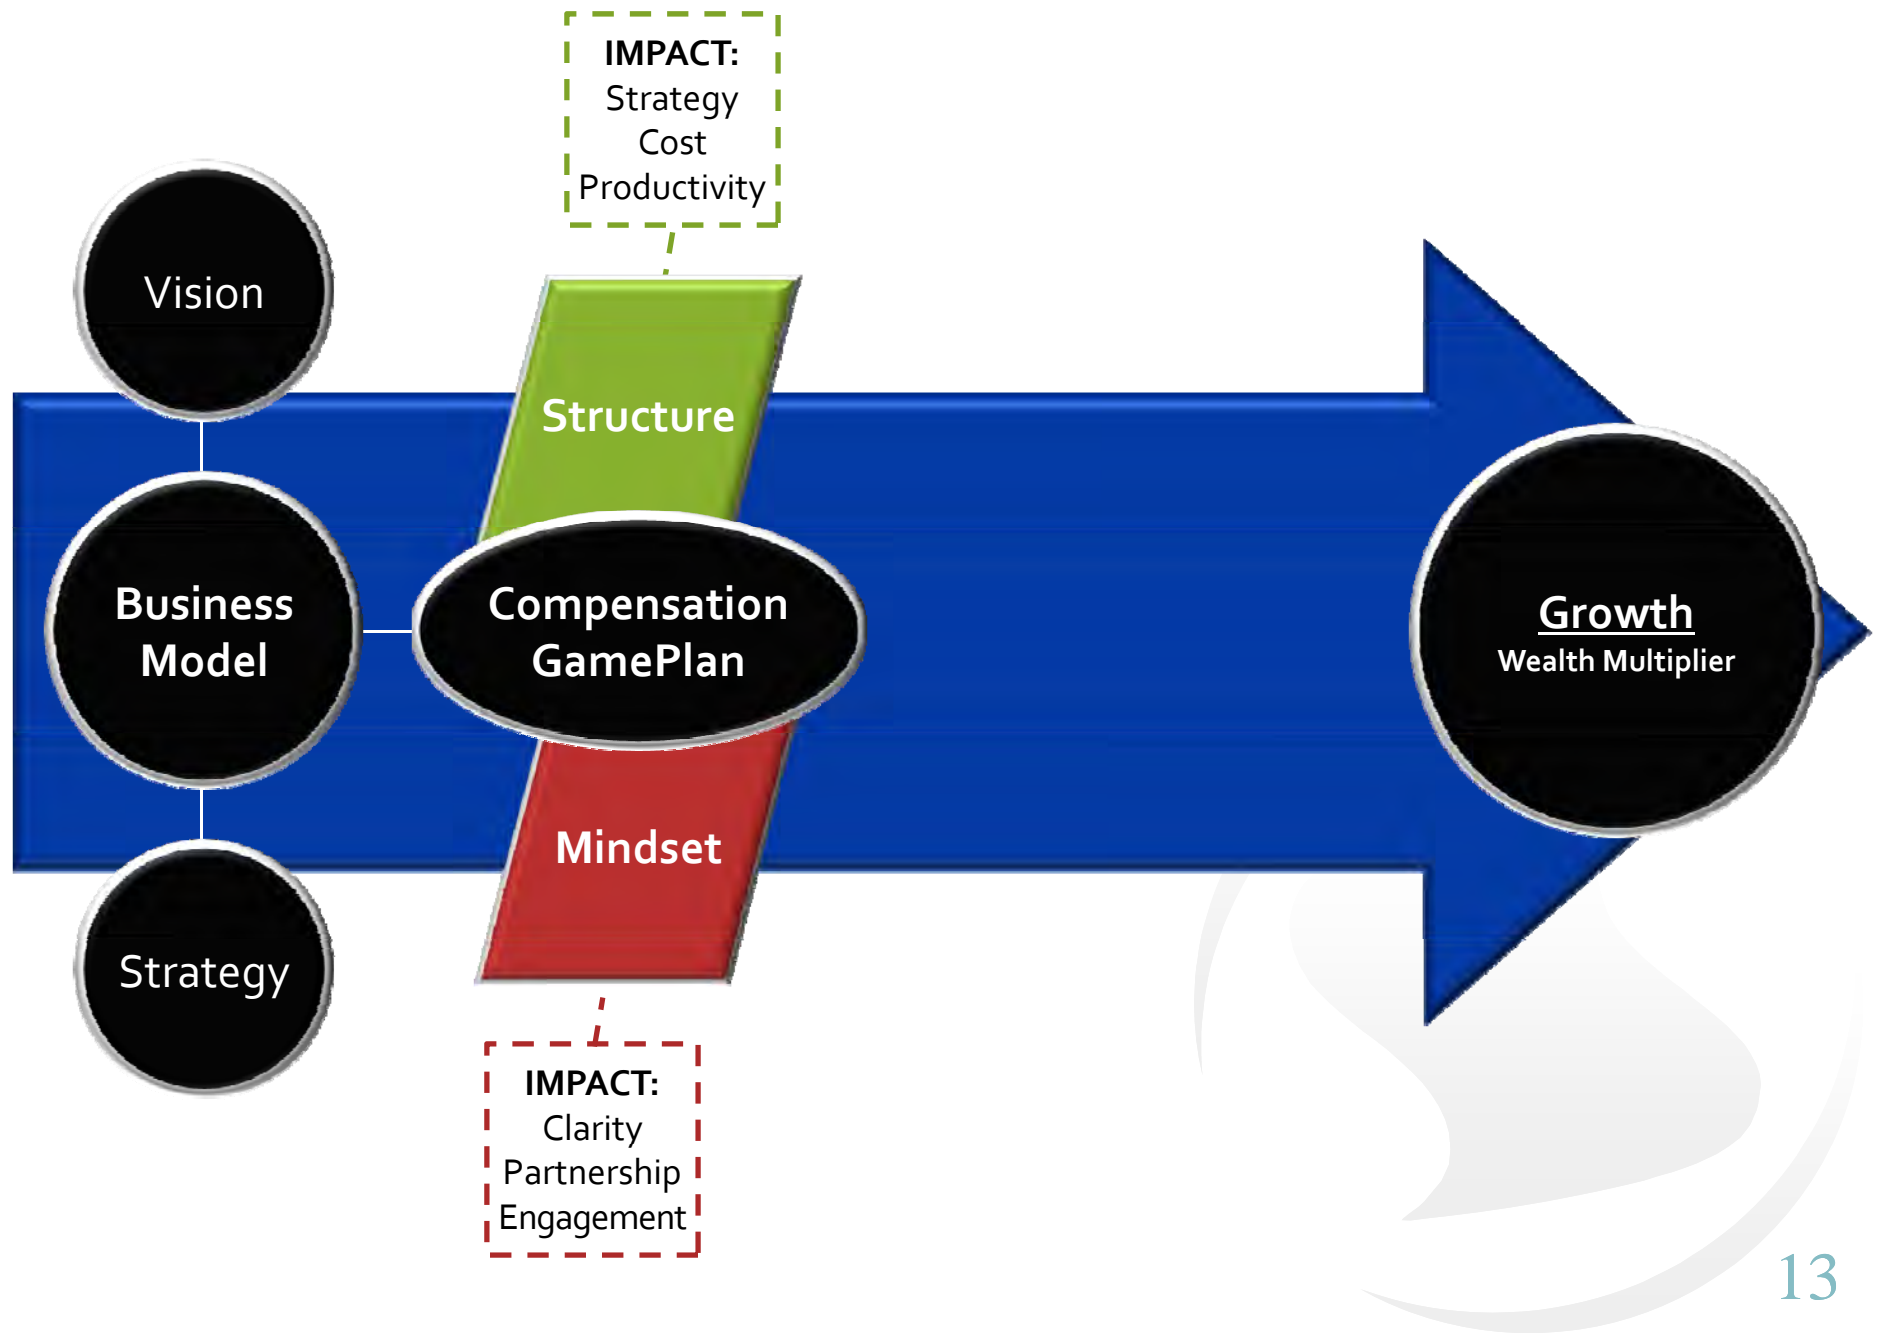 IMPACT:
Strategy
Cost
Productivity
Vision
Structure
Business
Model
Compensation
GamePlan
Growth
Wealth Multiplier
Mindset
Strategy
IMPACT:
Clarity
Partnership
Engagement
13